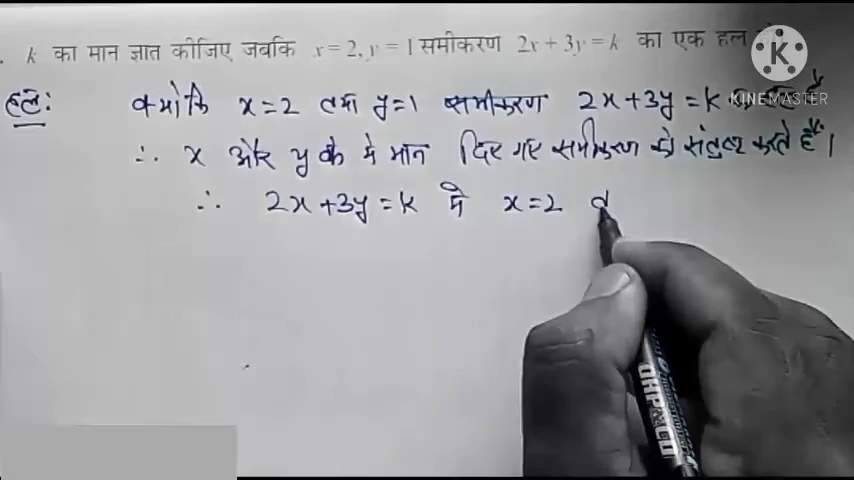 . k का मान ज्ञात कीजिए जबकि x = 2, y = 1 समीकरण 2x + 3y = k का एक हल
KINEMASTER
हल: क्योंकि x = 2 तथा y = 1 समीकरण 2x + 3y = k
∴ x और y के ये मान दिए गए समीकरण को संतुष्ट करते हैं।
∴ 2x + 3y = k में x = 2